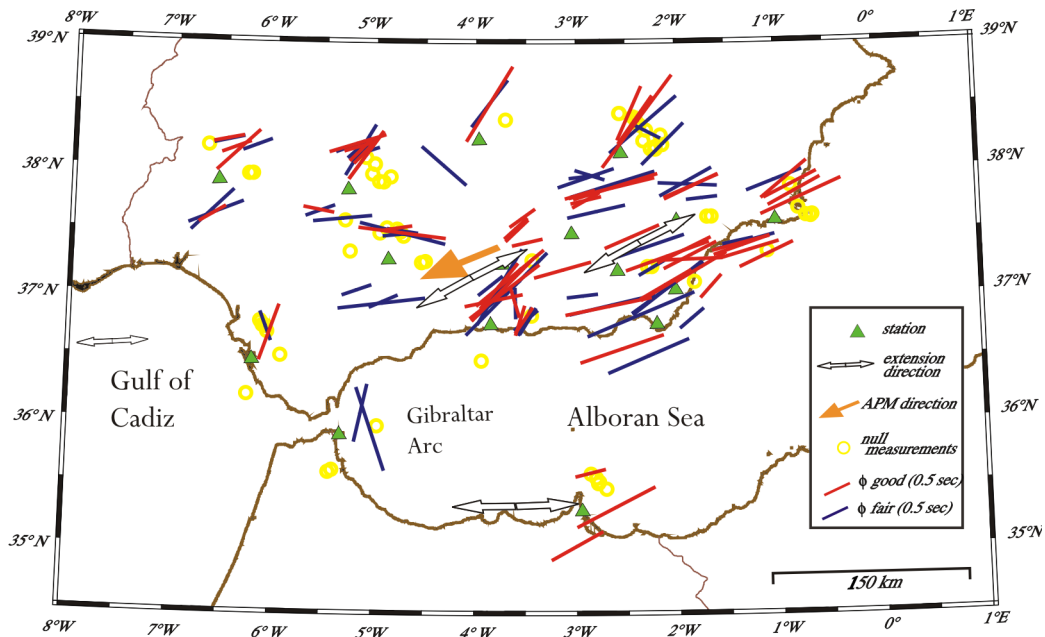 8°W 7°W 6°W 5°W 4°W 3°W 2°W 1°W 0° 1°E
39°N 39°N
38°N 38°N
37°N 37°N
36°N 36°N
35°N 35°N
Gulf of
Cadiz
Gibraltar
Arc
Alboran Sea
station
extension
direction
APM direction
null
measurements
ϕ good (0.5 sec)
ϕ fair (0.5 sec)
150 km
8°W 7°W 6°W 5°W 4°W 3°W 2°W 1°W 0° 1°E